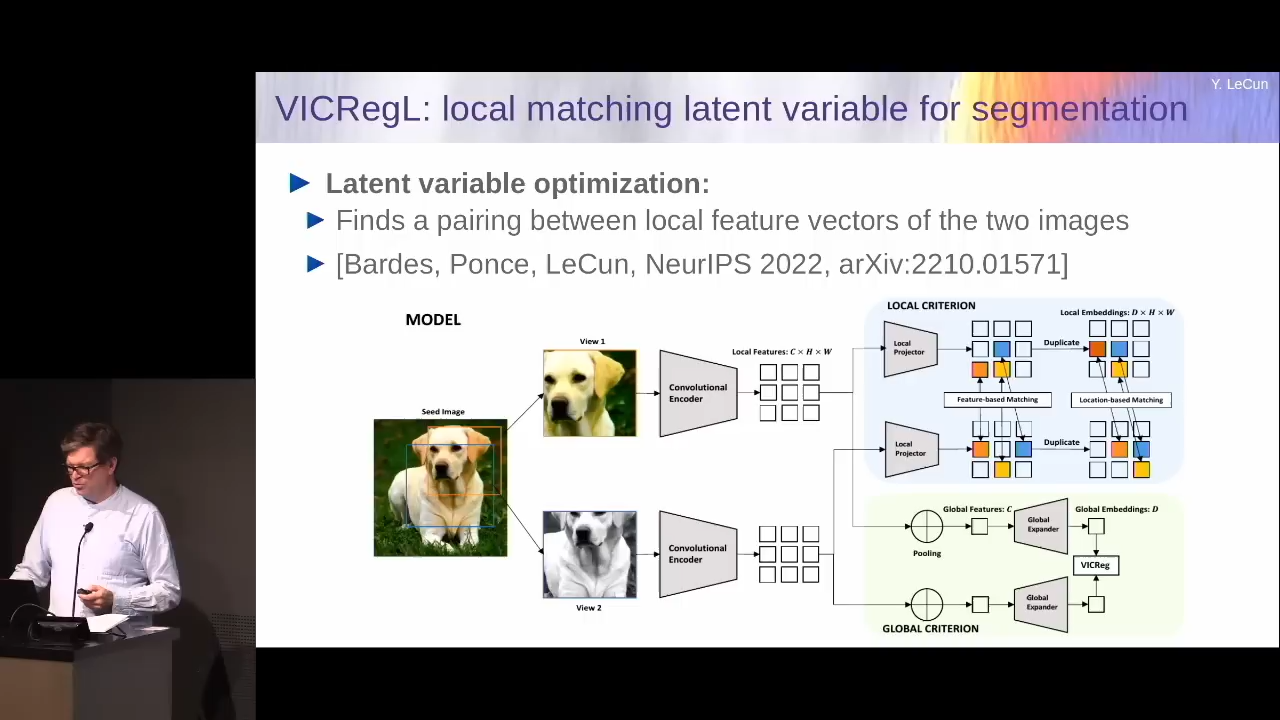 Y. LeCun
VICRegL: local matching latent variable for segmentation
Latent variable optimization:
Finds a pairing between local feature vectors of the two images
[Bardes, Ponce, LeCun, NeurIPS 2022, arXiv:2210.01571]
MODEL
Seed Image
View 1
View 2
Convolutional
Encoder
Convolutional
Encoder
Local Features: C × H × W
LOCAL CRITERION
Local Embeddings: D × H × W
Local
Projector
Duplicate
Feature-based Matching
Location-based Matching
Local
Projector
Duplicate
Global Features: C
Global
Expander
Global Embeddings: D
Pooling
VICReg
Global
Expander
GLOBAL CRITERION